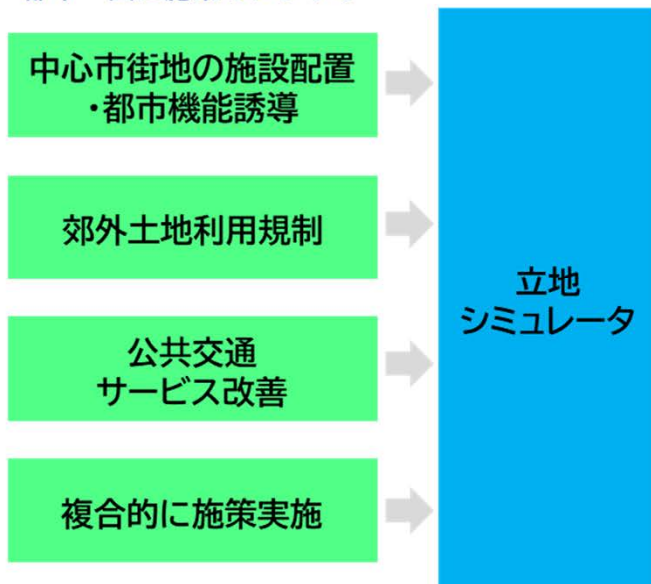 中心市街地の施設配置
・都市機能誘導
郊外土地利用規制
公共交通
サービス改善
複合的に施策実施
立地
シミュレータ